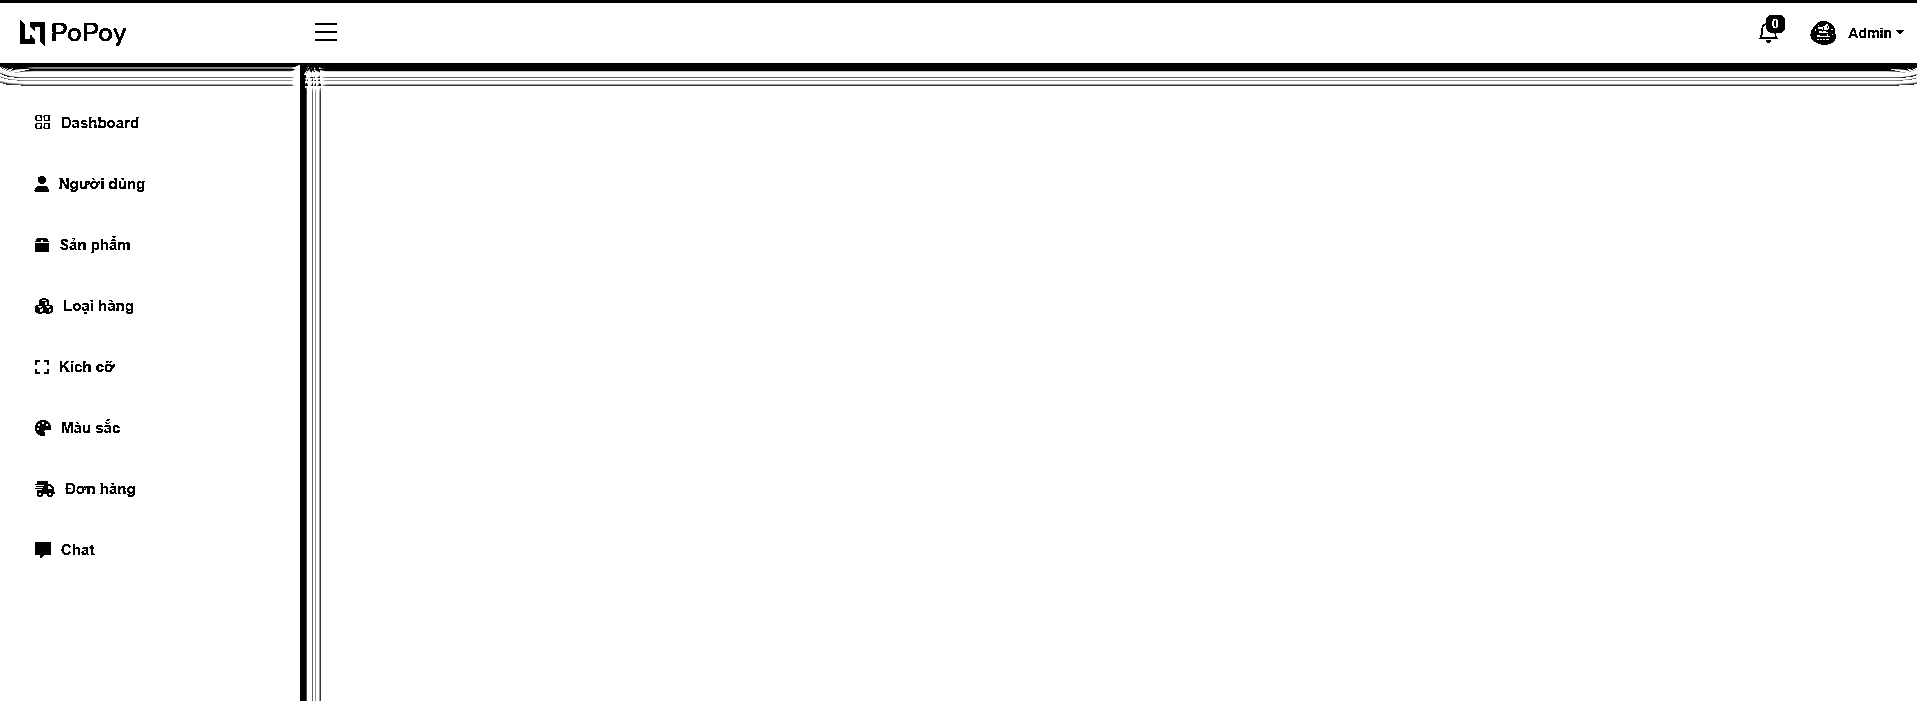 PoPoy
0
Admin
Dashboard
Người dùng
Sản phẩm
Loại hàng
Kích cỡ
Màu sắc
Đơn hàng
Chat